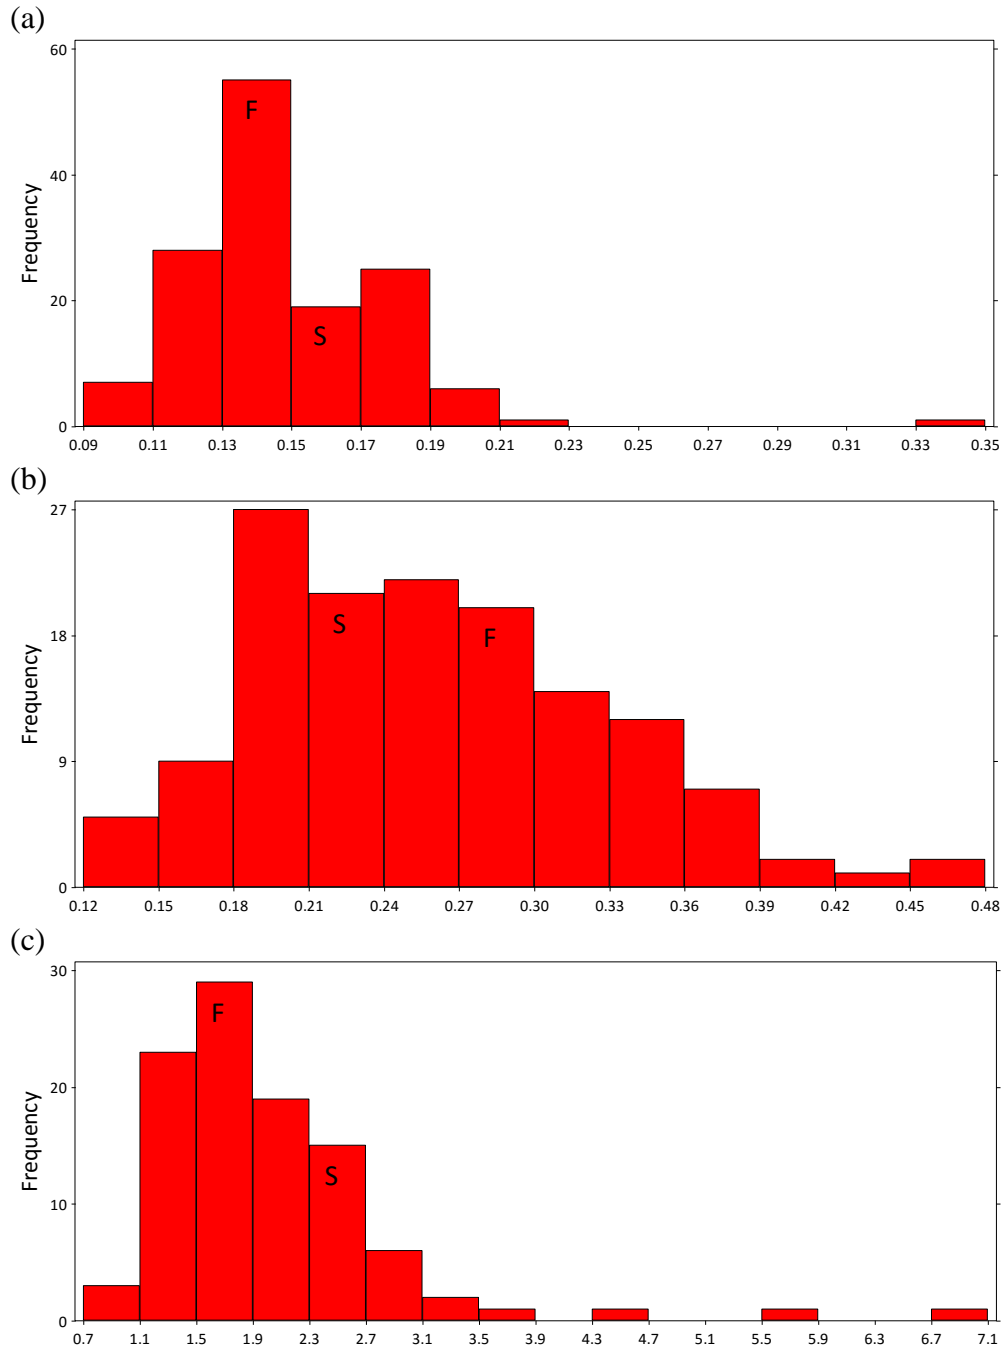 (a)
60
40
20
0
Frequency
F
S
0.09 0.11 0.13 0.15 0.17 0.19 0.21 0.23 0.25 0.27 0.29 0.31 0.33 0.35
(b)
27
18
9
0
Frequency
S
F
0.12 0.15 0.18 0.21 0.24 0.27 0.30 0.33 0.36 0.39 0.42 0.45 0.48
(c)
30
20
10
0
Frequency
F
S
0.7 1.1 1.5 1.9 2.3 2.7 3.1 3.5 3.9 4.3 4.7 5.1 5.5 5.9 6.3 6.7 7.1